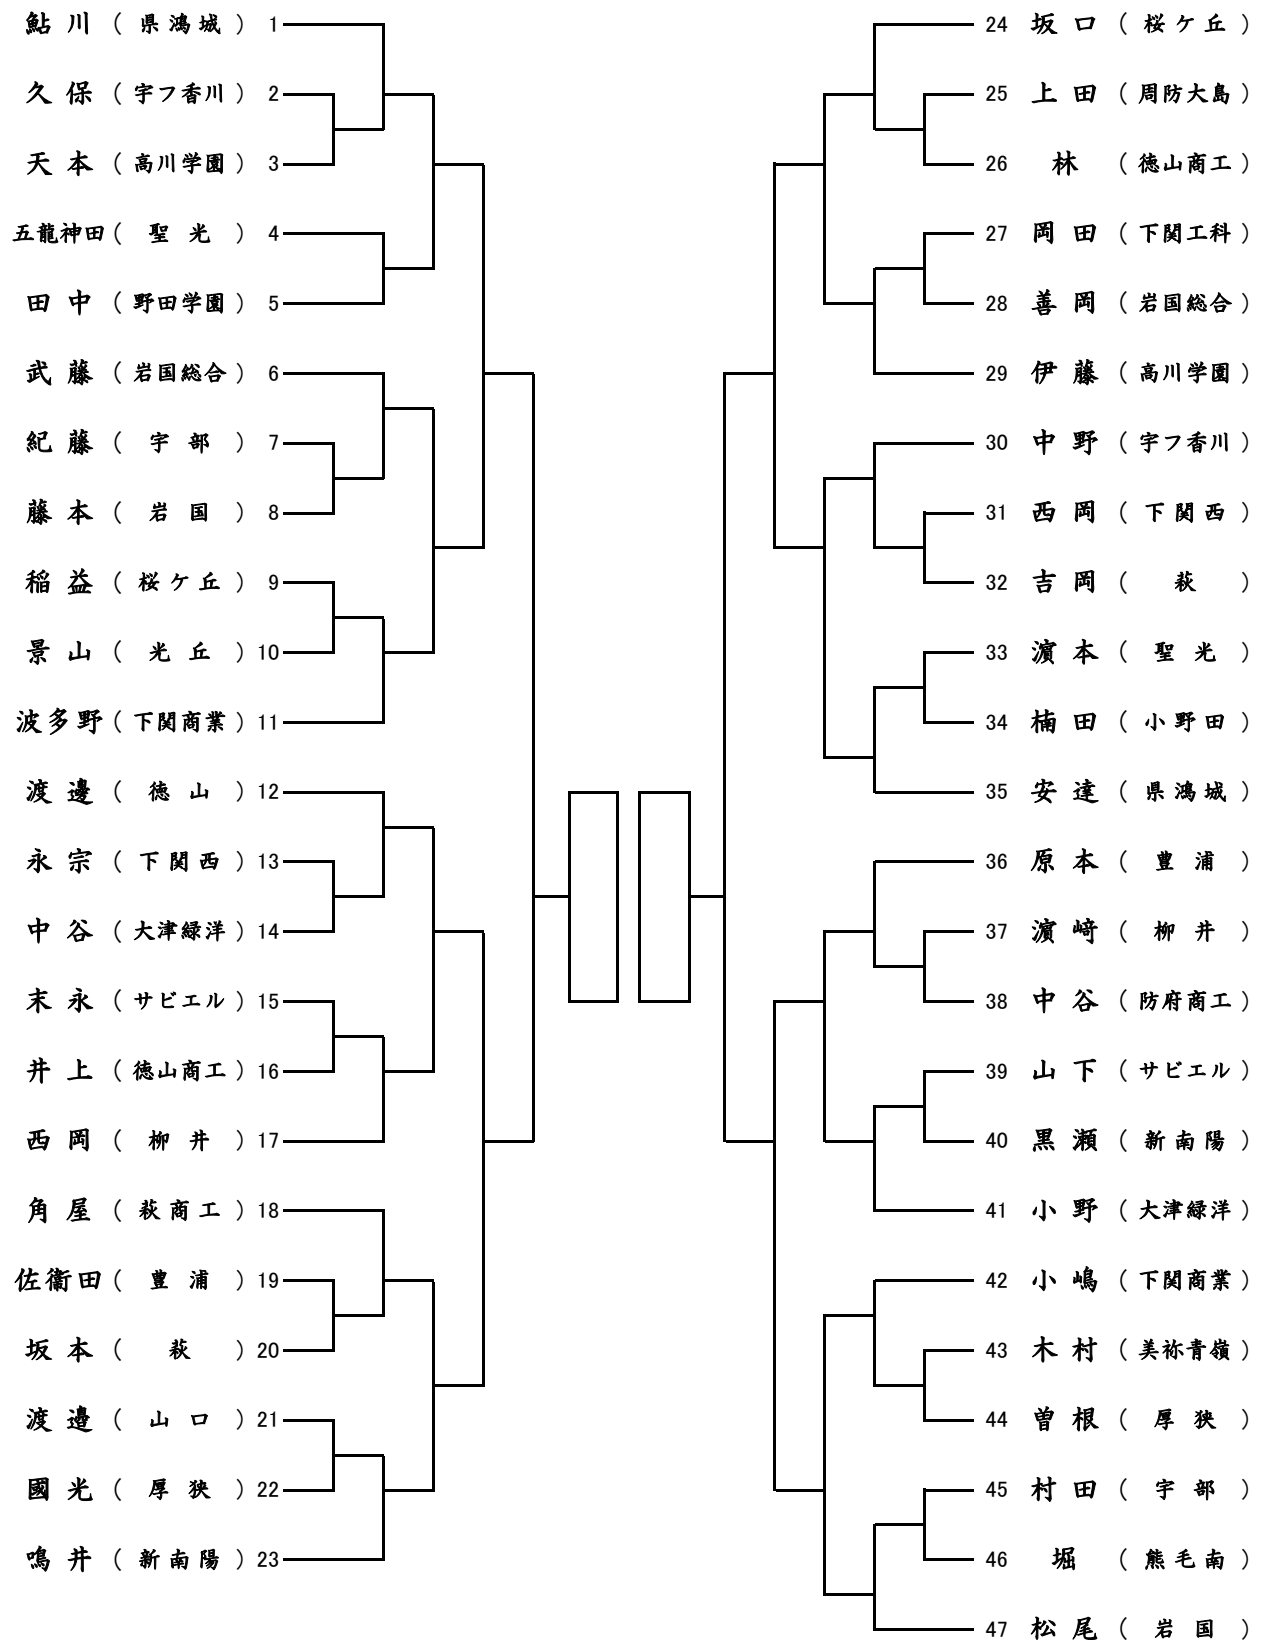 鮎川(県鴻城)1
久保(宇フ香川)2
天本(高川学園)3
五龍神田(聖光)4
田中(野田学園)5
武藤(岩国総合)6
紀藤(宇部)7
藤本(岩国)8
稲益(桜ケ丘)9
景山(光丘)10
波多野(下関商業)11
渡邊(徳山)12
永宗(下関西)13
中谷(大津緑洋)14
末永(サビエル)15
井上(徳山商工)16
西岡(柳井)17
角屋(萩商工)18
佐衞田(豊浦)19
坂本(萩)20
渡邉(山口)21
國光(厚狭)22
鳴井(新南陽)23
24 坂口(桜ケ丘)
25 上田(周防大島)
26 林(徳山商工)
27 岡田(下関工科)
28 善岡(岩国総合)
29 伊藤(高川学園)
30 中野(宇フ香川)
31 西岡(下関西)
32 吉岡(萩)
33 濵本(聖光)
34 楠田(小野田)
35 安達(県鴻城)
36 原本(豊浦)
37 濵﨑(柳井)
38 中谷(防府商工)
39 山下(サビエル)
40 黒瀬(新南陽)
41 小野(大津緑洋)
42 小嶋(下関商業)
43 木村(美祢青嶺)
44 曽根(厚狭)
45 村田(宇部)
46 堀(熊毛南)
47 松尾(岩国)